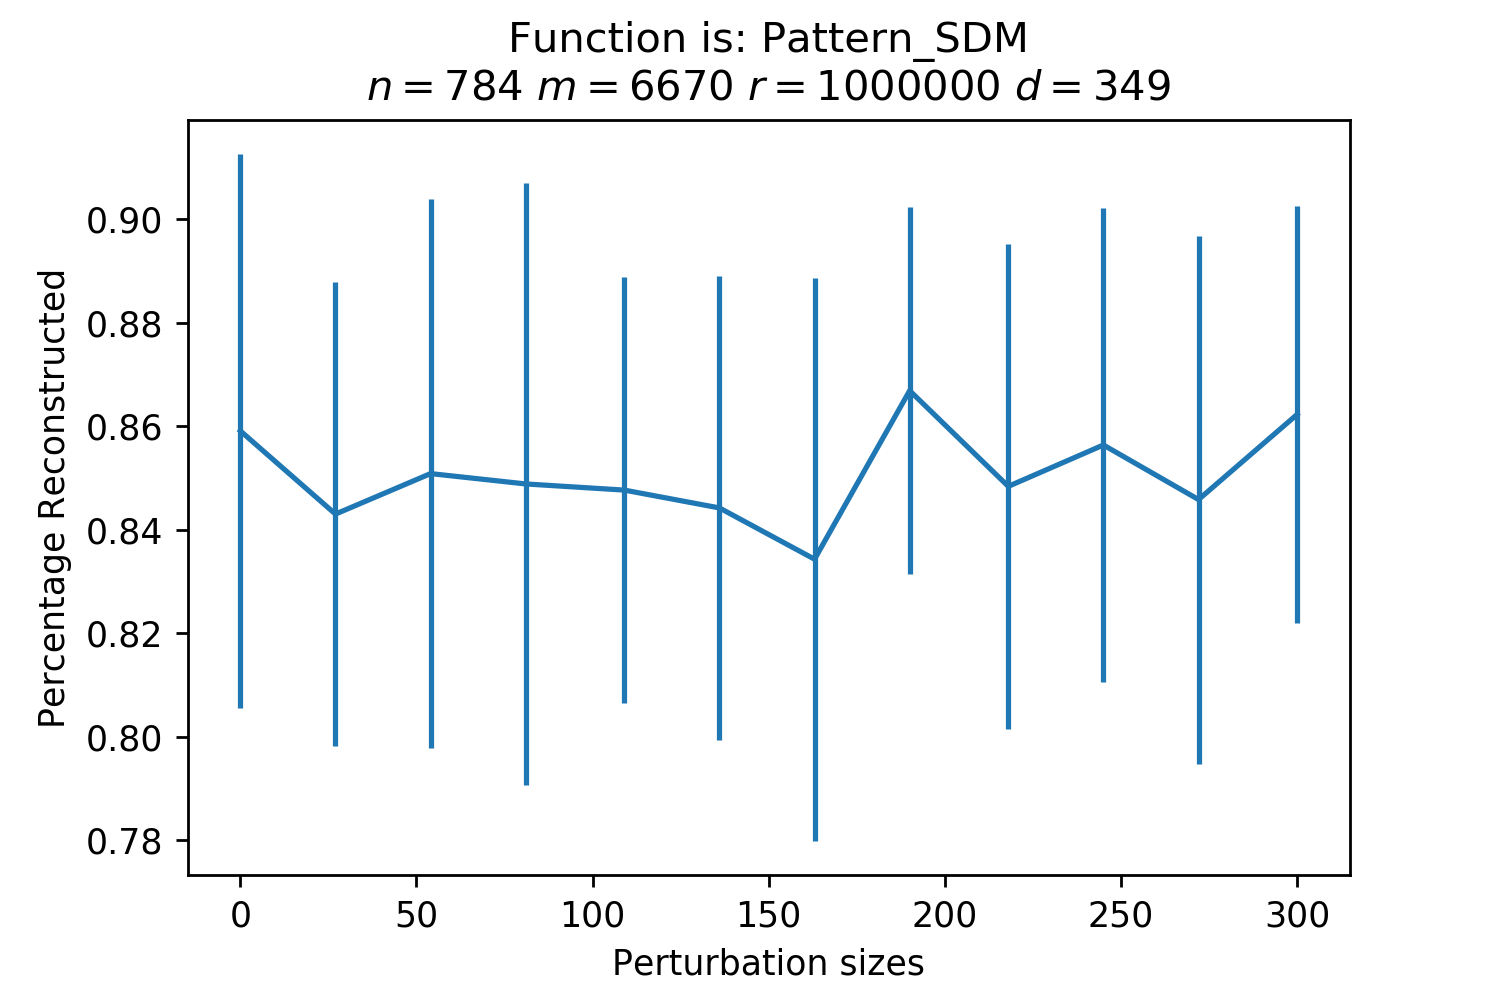 Function is: Pattern_SDM
n = 784 m = 6670 r = 1000000 d = 349
Percentage Reconstructed
0.90
0.88
0.86
0.84
0.82
0.80
0.78
0 50 100 150 200 250 300
Perturbation sizes